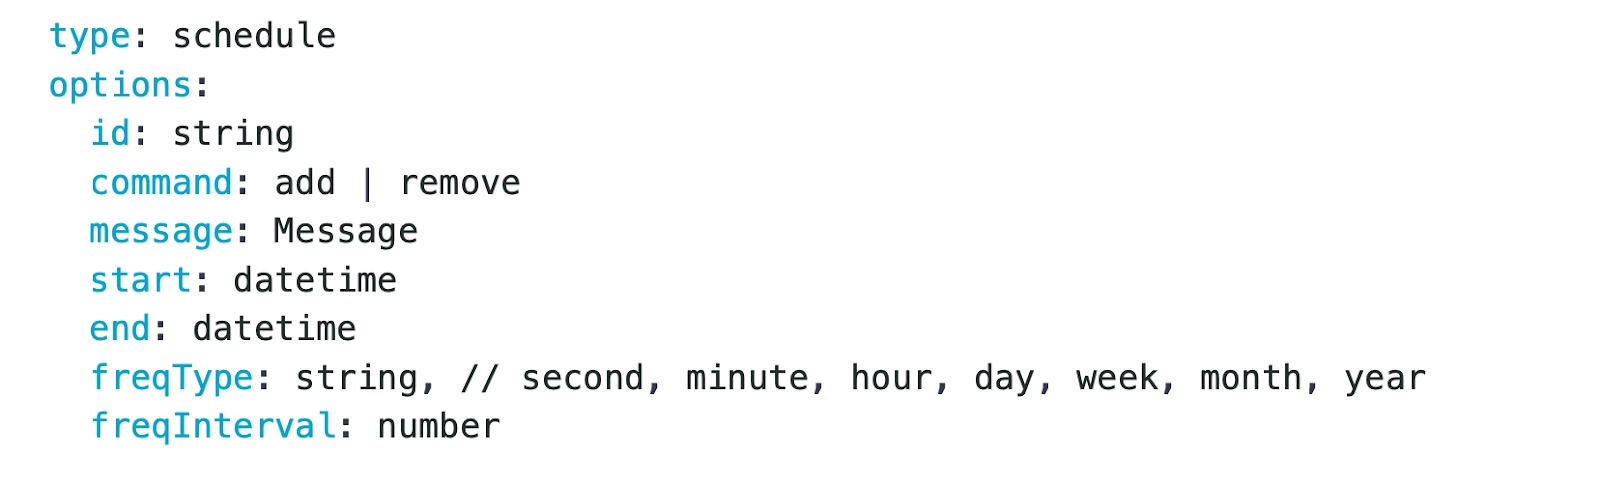 type: schedule
options:
  id: string
  command: add | remove
  message: Message
  start: datetime
  end: datetime
  freqType: string, // second, minute, hour, day, week, month, year
  freqInterval: number